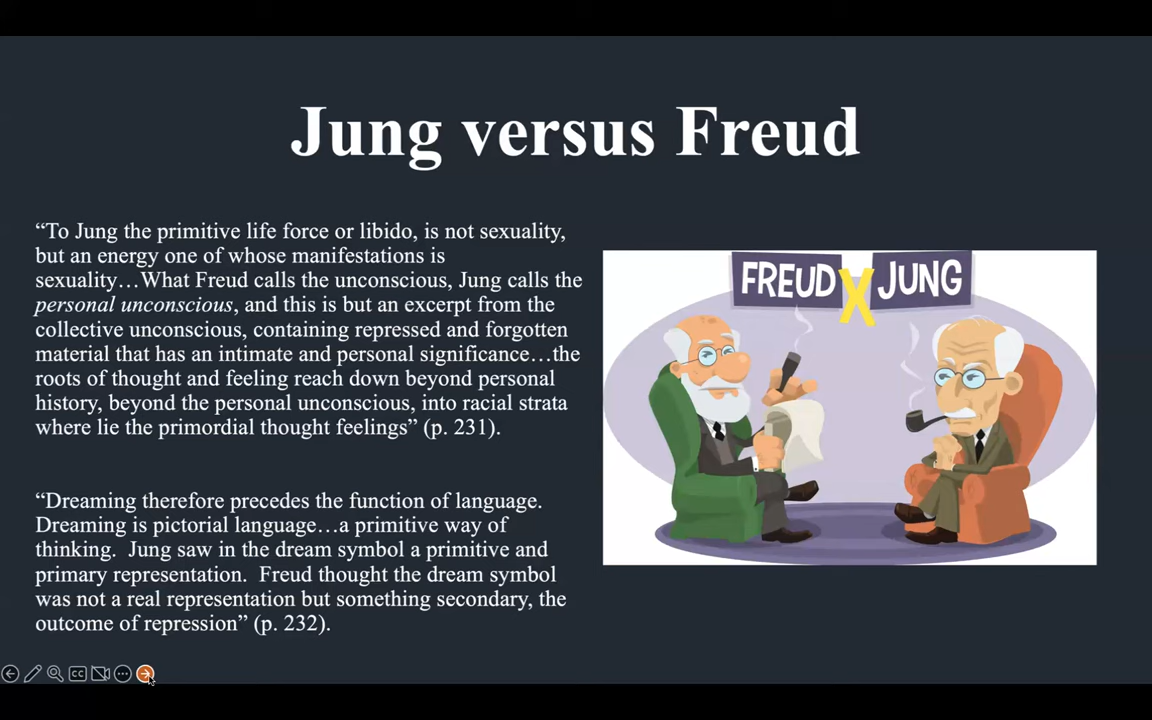 Jung versus Freud
“To Jung the primitive life force or libido, is not sexuality,
but an energy one of whose manifestations is
sexuality…What Freud calls the unconscious, Jung calls the
personal unconscious, and this is but an excerpt from the
collective unconscious, containing repressed and forgotten
material that has an intimate and personal significance…the
roots of thought and feeling reach down beyond personal
history, beyond the personal unconscious, into racial strata
where lie the primordial thought feelings” (p. 231).
“Dreaming therefore precedes the function of language.
Dreaming is pictorial language…a primitive way of
thinking.  Jung saw in the dream symbol a primitive and
primary representation.  Freud thought the dream symbol
was not a real representation but something secondary, the
outcome of repression” (p. 232).
FREUD X JUNG
CC